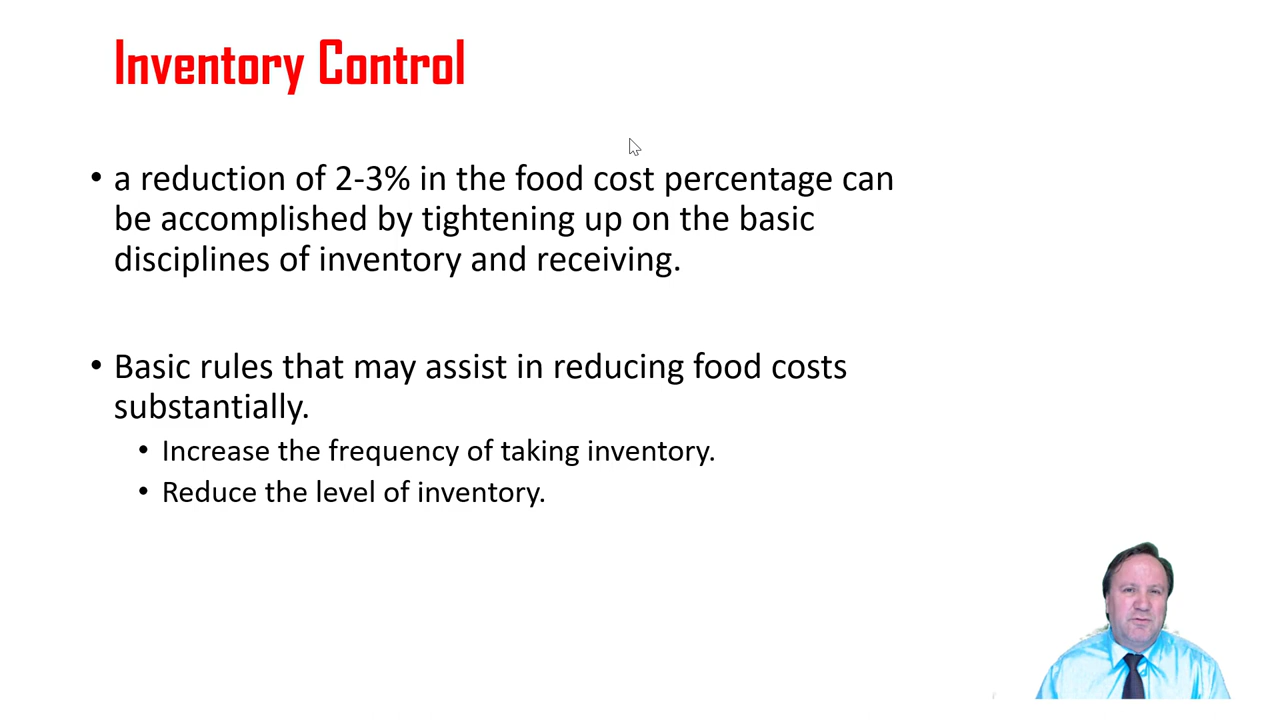 Inventory Control
• a reduction of 2-3% in the food cost percentage can
be accomplished by tightening up on the basic
disciplines of inventory and receiving.
• Basic rules that may assist in reducing food costs
substantially.
• Increase the frequency of taking inventory.
• Reduce the level of inventory.